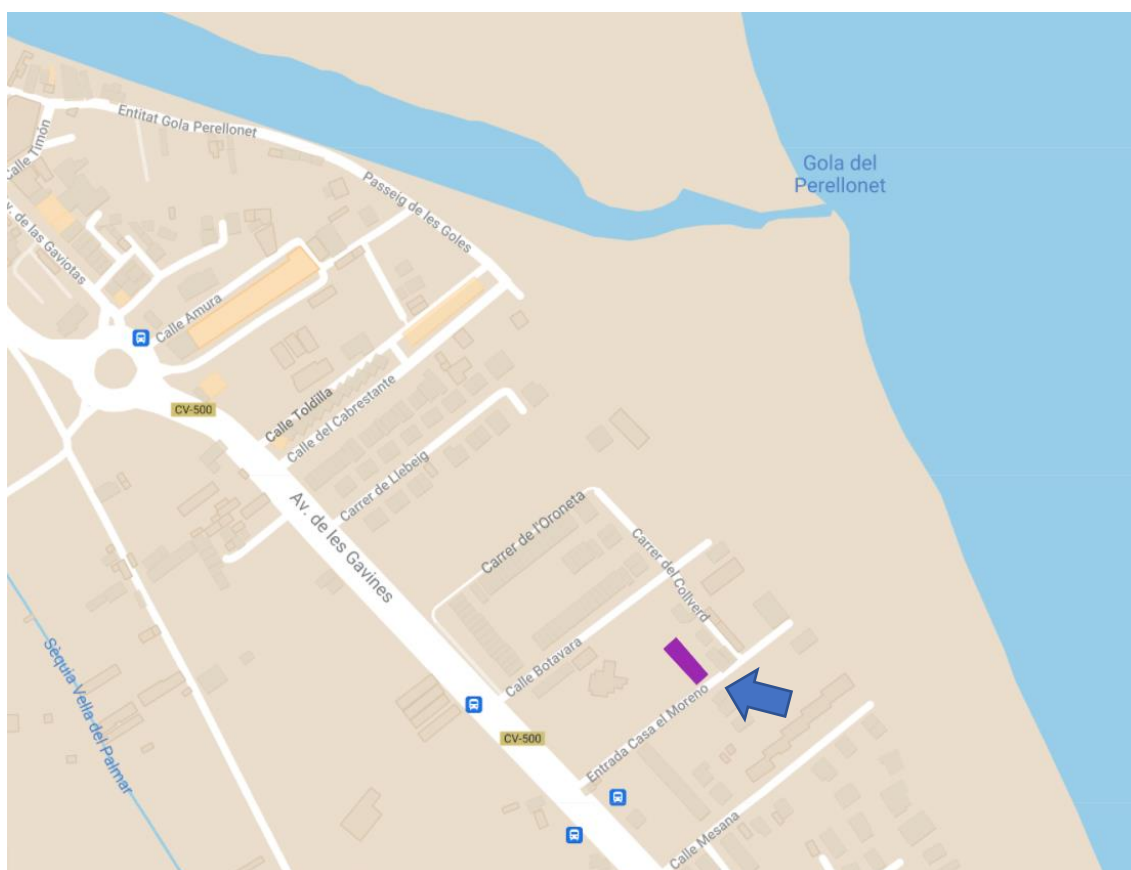 Entitat Gola Perellonet
Calle Timón
Passeig de les Goles
Gola del
Perellonet
Av. de las Gaviotas
Calle Amura
CV-500
Calle Toldilla
Calle del Cabrestante
Carrer de Llebeig
Av. de les Gavines
Carrer de l'Oroneta
Carrer del Collverd
Calle Botavara
Sèquia Vella del Palmar
CV-500
Entrada Casa el Moreno
Calle Mesana